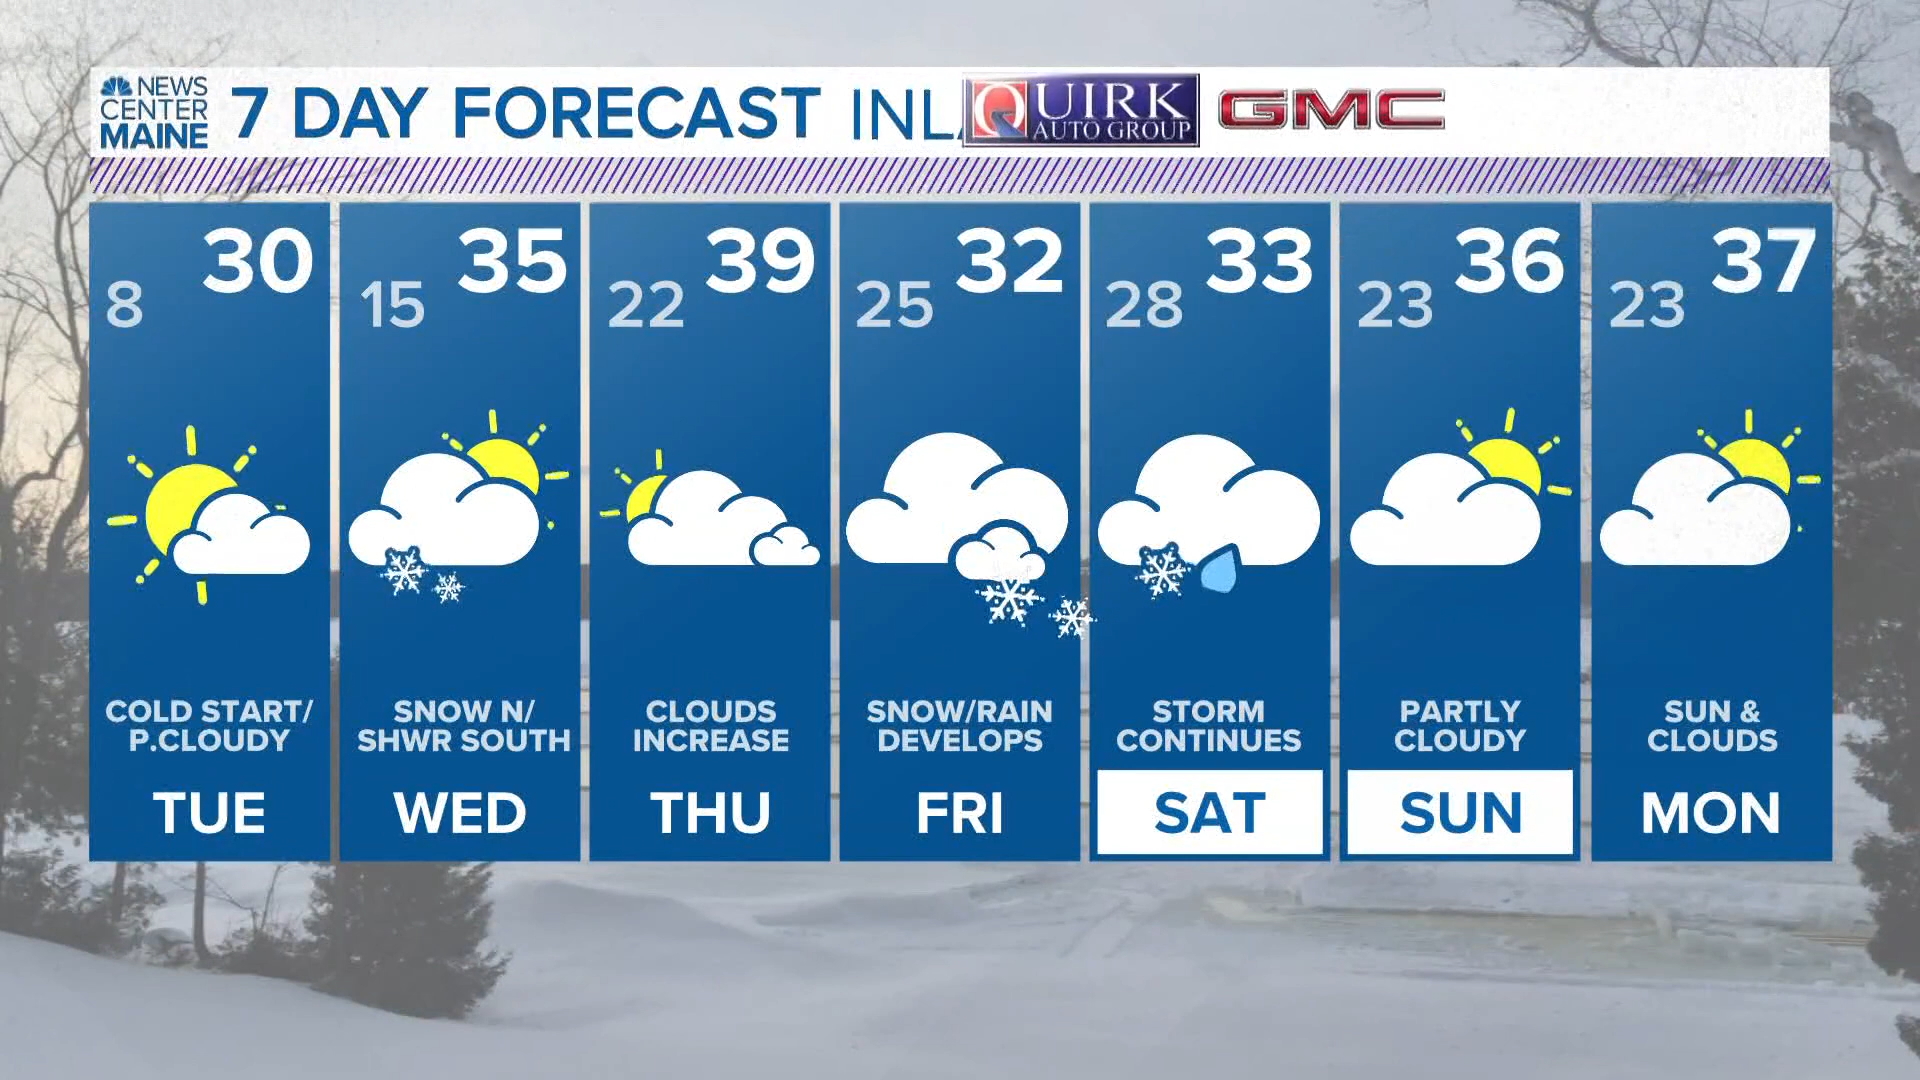 NEWS
CENTER
MAINE
7 DAY FORECAST INL
QUIRK
AUTO GROUP
GMC
8 30
15 35
22 39
25 32
28 33
23 36
23 37
COLD START/
P.CLOUDY
TUE
SNOW N/
SHWR SOUTH
WED
CLOUDS
INCREASE
THU
SNOW/RAIN
DEVELOPS
FRI
STORM
CONTINUES
SAT
PARTLY
CLOUDY
SUN
SUN &
CLOUDS
MON